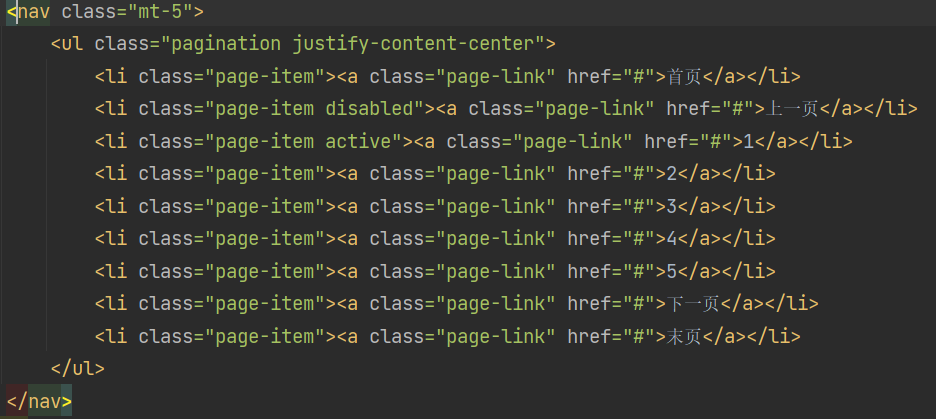 <nav class="mt-5">
    <ul class="pagination justify-content-center">
        <li class="page-item"><a class="page-link" href="#">首页</a></li>
        <li class="page-item disabled"><a class="page-link" href="#">上一页</a></li>
        <li class="page-item active"><a class="page-link" href="#">1</a></li>
        <li class="page-item"><a class="page-link" href="#">2</a></li>
        <li class="page-item"><a class="page-link" href="#">3</a></li>
        <li class="page-item"><a class="page-link" href="#">4</a></li>
        <li class="page-item"><a class="page-link" href="#">5</a></li>
        <li class="page-item"><a class="page-link" href="#">下一页</a></li>
        <li class="page-item"><a class="page-link" href="#">末页</a></li>
    </ul>
</nav>